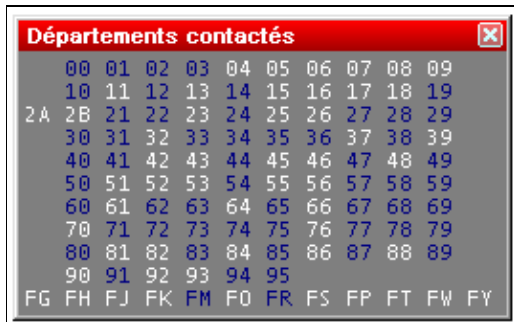 Départements contactés
00 01 02 03 04 05 06 07 08 09
10 11 12 13 14 15 16 17 18 19
2A 2B 21 22 23 24 25 26 27 28 29
30 31 32 33 34 35 36 37 38 39
40 41 42 43 44 45 46 47 48 49
50 51 52 53 54 55 56 57 58 59
60 61 62 63 64 65 66 67 68 69
70 71 72 73 74 75 76 77 78 79
80 81 82 83 84 85 86 87 88 89
90 91 92 93 94 95
FG FH FJ FK FM FO FR FS FP FT FW FY